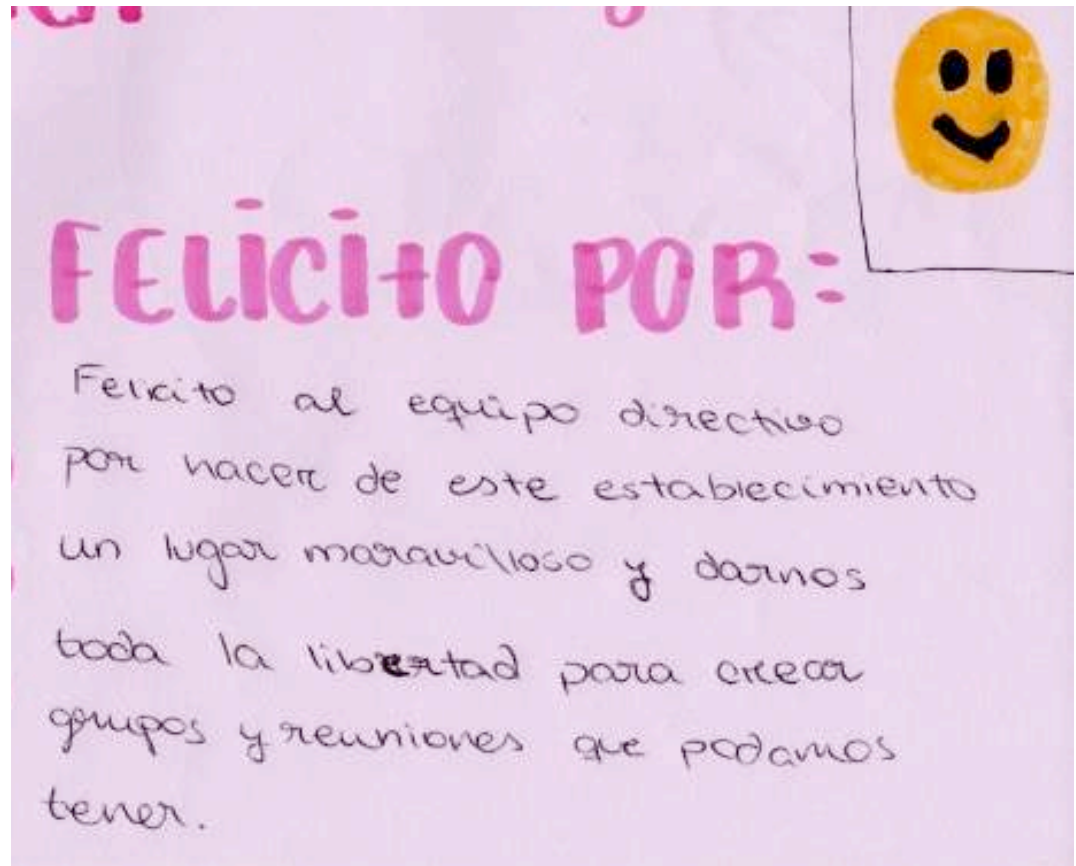 FELICITO POR:
Felicito al equipo directivo
por hacer de este establecimiento
un lugar maravilloso y darnos
toda la libertad para crear
grupos y reuniones que podamos
tener.